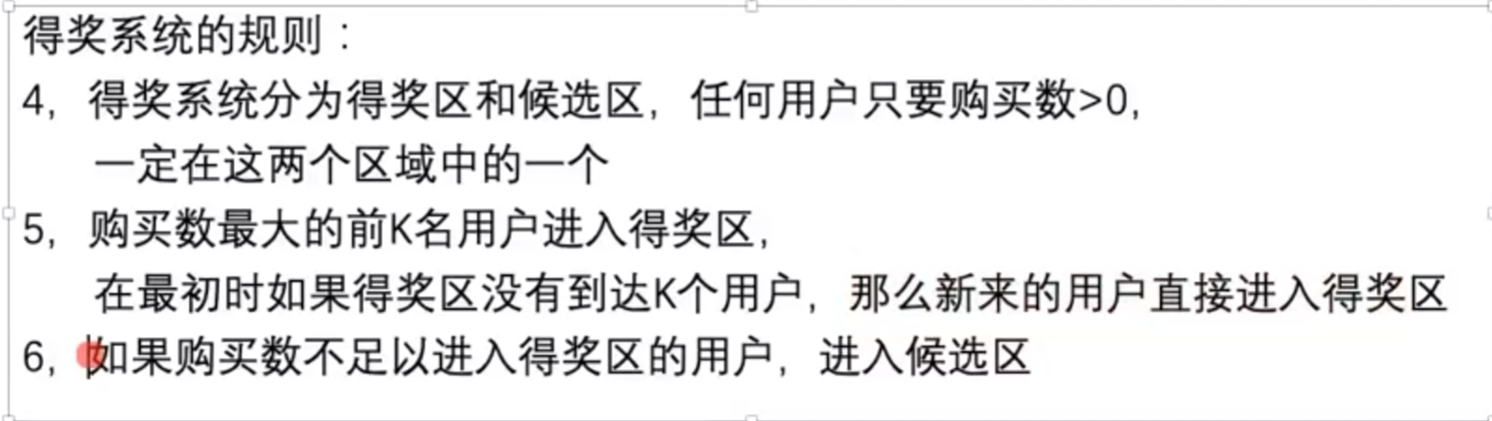 得奖系统的规则：
4，得奖系统分为得奖区和候选区，任何用户只要购买数>0，
一定在这两个区域中的一个
5，购买数最大的前K名用户进入得奖区，
在最初时如果得奖区没有到达K个用户，那么新来的用户直接进入得奖区
6，如果购买数不足以进入得奖区的用户，进入候选区